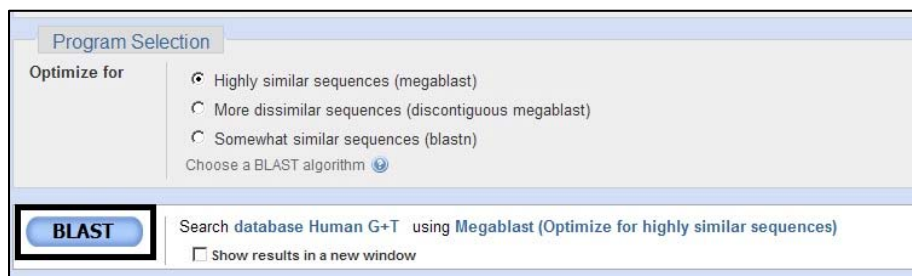 Program Selection
Optimize for
Highly similar sequences (megablast)
More dissimilar sequences (discontiguous megablast)
Somewhat similar sequences (blastn)
Choose a BLAST algorithm
BLAST
Search database Human G+T using Megablast (Optimize for highly similar sequences)
Show results in a new window